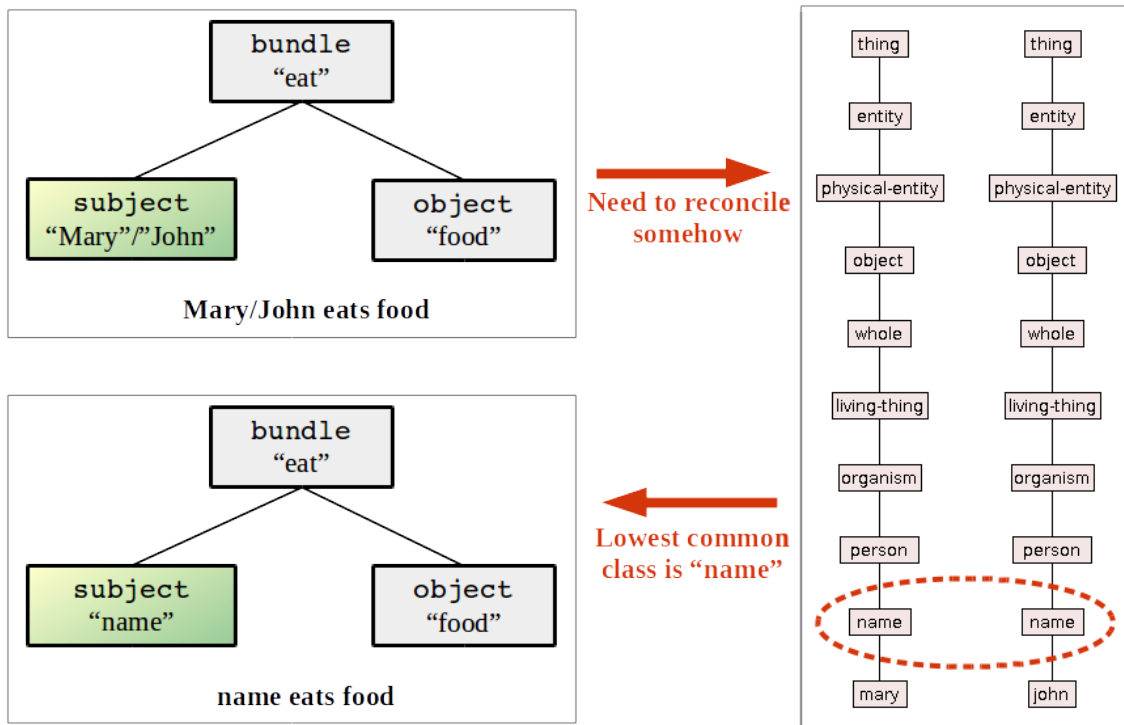 bundle
“eat”
subject
“Mary”/”John”
object
“food”
Mary/John eats food
Need to reconcile
somehow
thing
entity
physical-entity
object
whole
living-thing
organism
person
name
mary
thing
entity
physical-entity
object
whole
living-thing
organism
person
name
john
Lowest common
class is “name”
bundle
“eat”
subject
“name”
object
“food”
name eats food